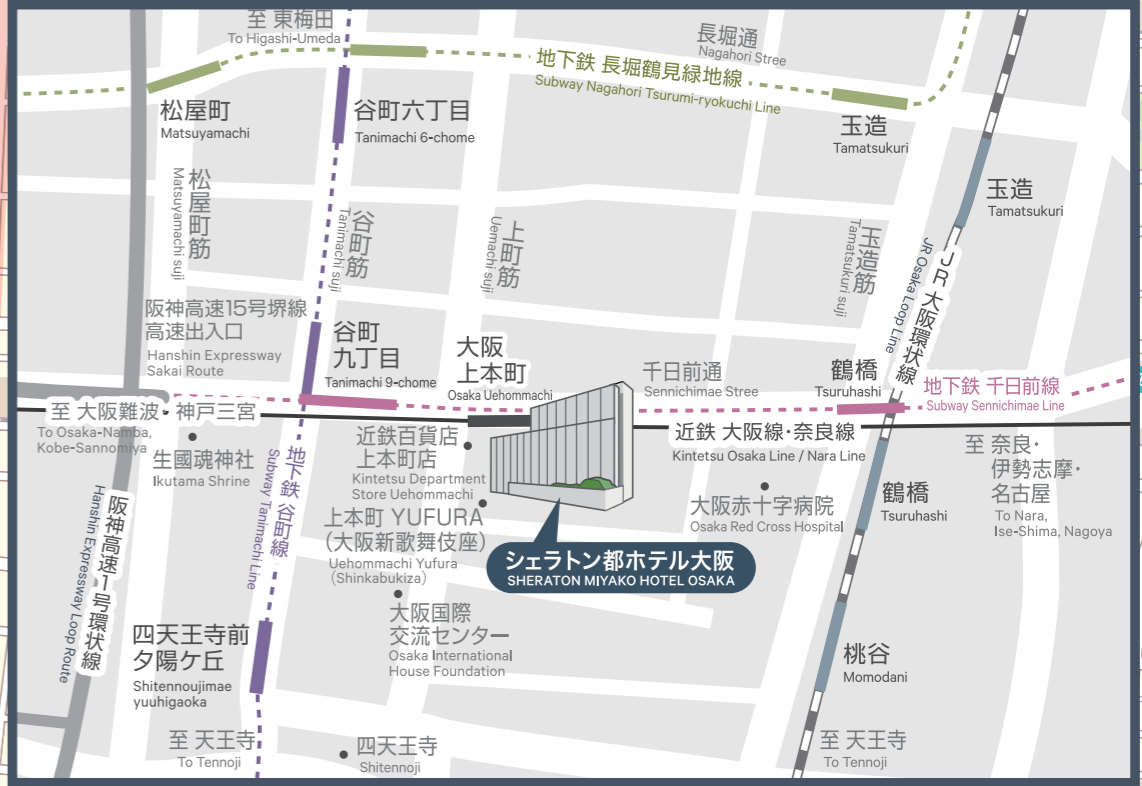 至 東梅田
To Higashi-Umeda
長堀通
Nagahori Stree
地下鉄 長堀鶴見緑地線
Subway Nagahori Tsurumi-ryokuchi Line
松屋町
Matsuyamachi
谷町六丁目
Tanimachi 6-chome
玉造
Tamatsukuri
玉造
Tamatsukuri
松屋町筋
Matsuyamachi suji
谷町筋
Tanimachi suji
上町筋
Uemachi suji
玉造筋
Tamatsukuri suji
JR 大阪環状線
JR Osaka Loop Line
阪神高速15号堺線
高速出入口
Hanshin Expressway
Sakai Route
谷町
九丁目
Tanimachi 9-chome
大阪
上本町
Osaka Uehommachi
千日前通
Sennichimae Stree
鶴橋
Tsuruhashi
地下鉄 千日前線
Subway Sennichimae Line
至 大阪難波・神戸三宮
To Osaka-Namba,
Kobe-Sannomiya
生國魂神社
Ikutama Shrine
近鉄百貨店
上本町店
Kintetsu Department
Store Uehommachi
近鉄 大阪線・奈良線
Kintetsu Osaka Line / Nara Line
至 奈良・
伊勢志摩・
名古屋
To Nara,
Ise-Shima, Nagoya
地下鉄 谷町線
Subway Tanimachi Line
上本町 YUFURA
（大阪新歌舞伎座）
Uehommachi Yufura
（Shinkabukiza）
大阪赤十字病院
Osaka Red Cross Hospital
鶴橋
Tsuruhashi
シェラトン都ホテル大阪
SHERATON MIYAKO HOTEL OSAKA
阪神高速1号環状線
Hanshin Expressway Loop Route
大阪国際
交流センター
Osaka International
House Foundation
四天王寺前
夕陽ケ丘
Shitennoujimae
yuuhigaoka
桃谷
Momodani
至 天王寺
To Tennoji
四天王寺
Shitennoji
至 天王寺
To Tennoji